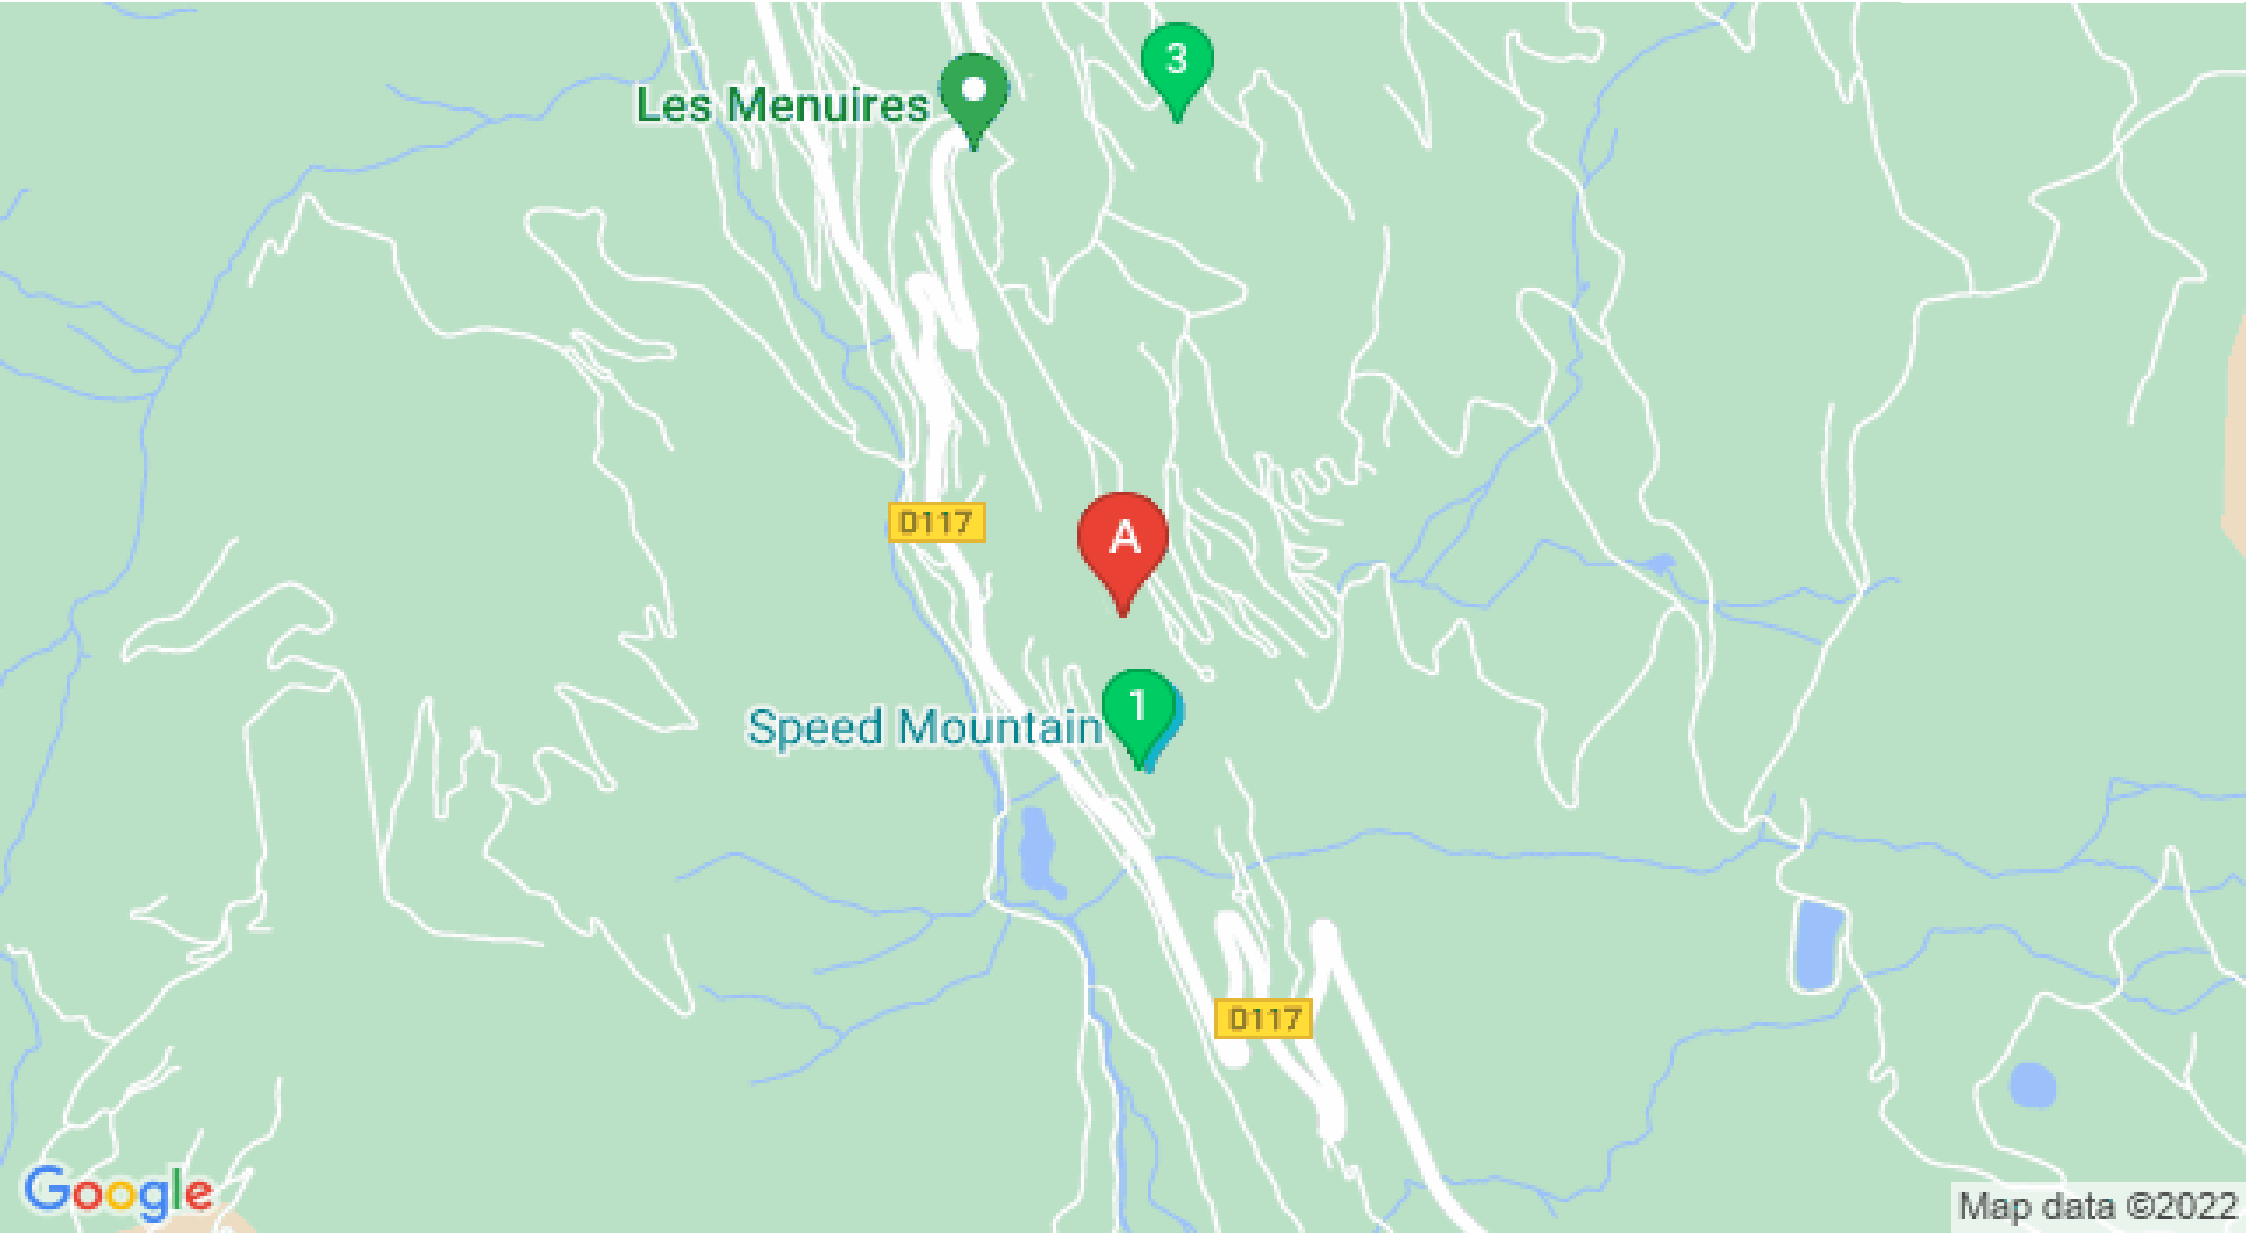 3
Les Menuires
D117
A
1
Speed Mountain
D117
Google
Map data ©2022